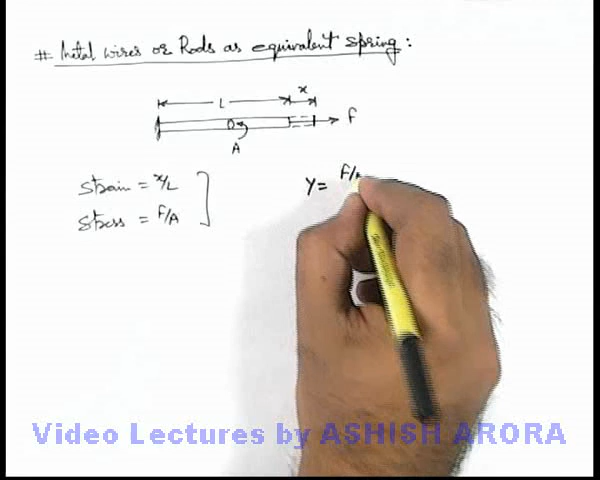 # Metal wires or Rods as equivalent Spring :
x
L
F
A
Strain = x/L
Stress = F/A
Y = F/A
Video Lectures by ASHISH ARORA